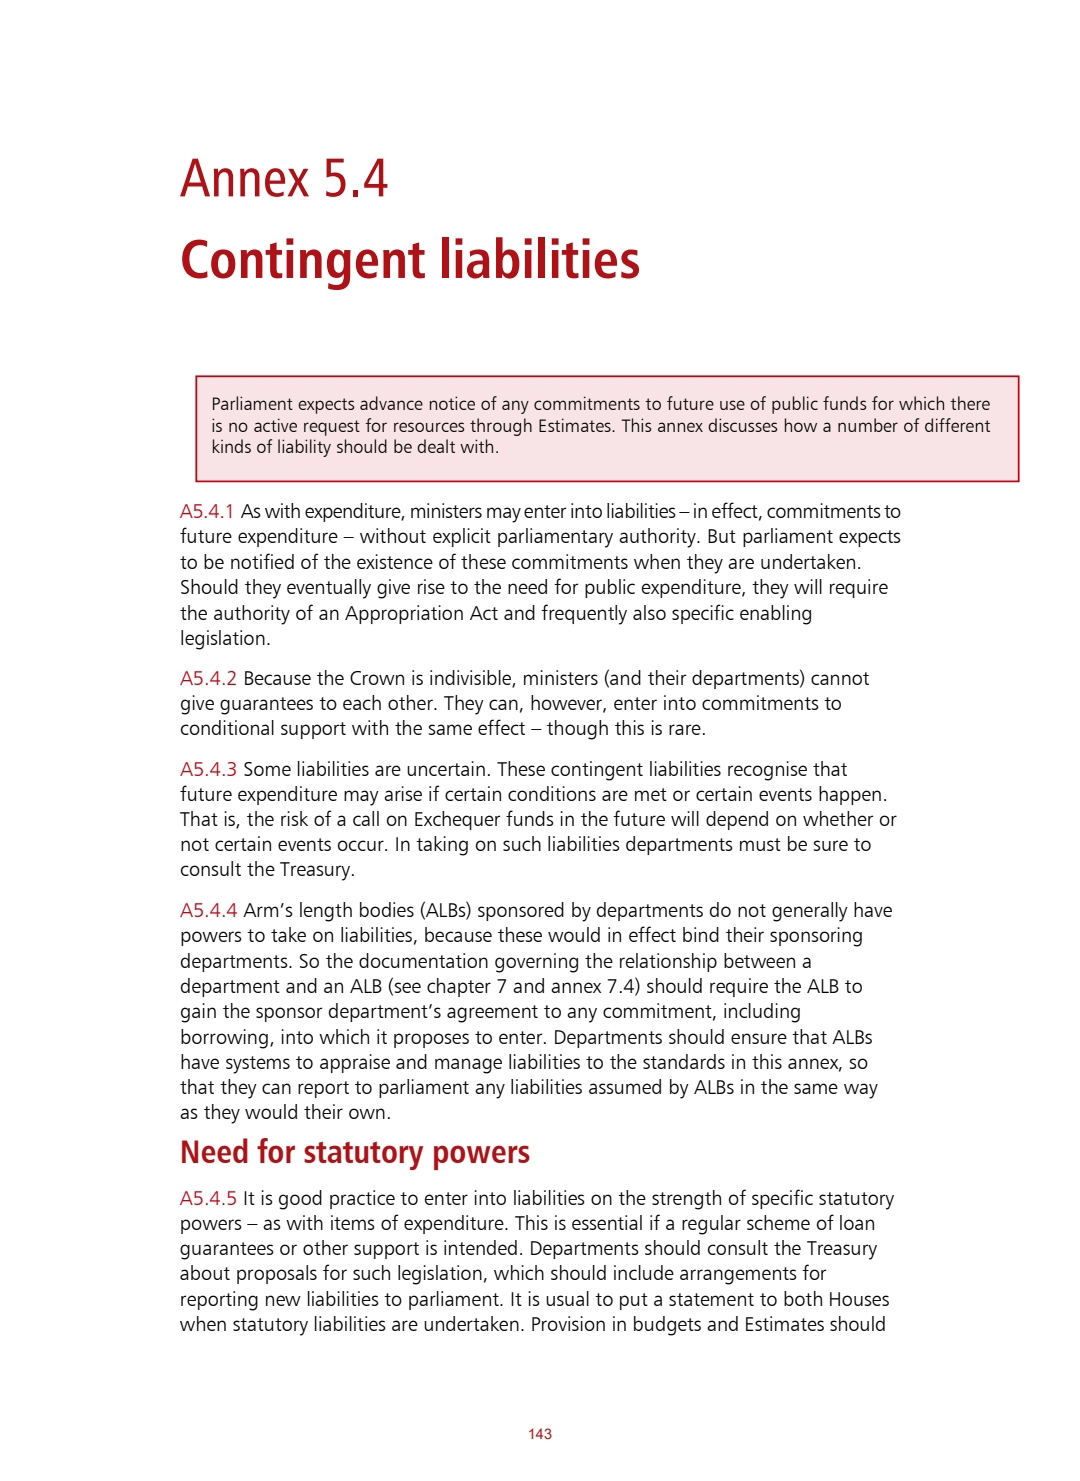 Annex 5.4
Contingent liabilities
Parliament expects advance notice of any commitments to future use of public funds for which there
is no active request for resources through Estimates. This annex discusses how a number of different
kinds of liability should be dealt with.
A5.4.1 As with expenditure, ministers may enter into liabilities – in effect, commitments to
future expenditure – without explicit parliamentary authority. But parliament expects
to be notified of the existence of these commitments when they are undertaken.
Should they eventually give rise to the need for public expenditure, they will require
the authority of an Appropriation Act and frequently also specific enabling
legislation.
A5.4.2 Because the Crown is indivisible, ministers (and their departments) cannot
give guarantees to each other. They can, however, enter into commitments to
conditional support with the same effect – though this is rare.
A5.4.3 Some liabilities are uncertain. These contingent liabilities recognise that
future expenditure may arise if certain conditions are met or certain events happen.
That is, the risk of a call on Exchequer funds in the future will depend on whether or
not certain events occur. In taking on such liabilities departments must be sure to
consult the Treasury.
A5.4.4 Arm’s length bodies (ALBs) sponsored by departments do not generally have
powers to take on liabilities, because these would in effect bind their sponsoring
departments. So the documentation governing the relationship between a
department and an ALB (see chapter 7 and annex 7.4) should require the ALB to
gain the sponsor department’s agreement to any commitment, including
borrowing, into which it proposes to enter. Departments should ensure that ALBs
have systems to appraise and manage liabilities to the standards in this annex, so
that they can report to parliament any liabilities assumed by ALBs in the same way
as they would their own.
Need for statutory powers
A5.4.5 It is good practice to enter into liabilities on the strength of specific statutory
powers – as with items of expenditure. This is essential if a regular scheme of loan
guarantees or other support is intended. Departments should consult the Treasury
about proposals for such legislation, which should include arrangements for
reporting new liabilities to parliament. It is usual to put a statement to both Houses
when statutory liabilities are undertaken. Provision in budgets and Estimates should
143